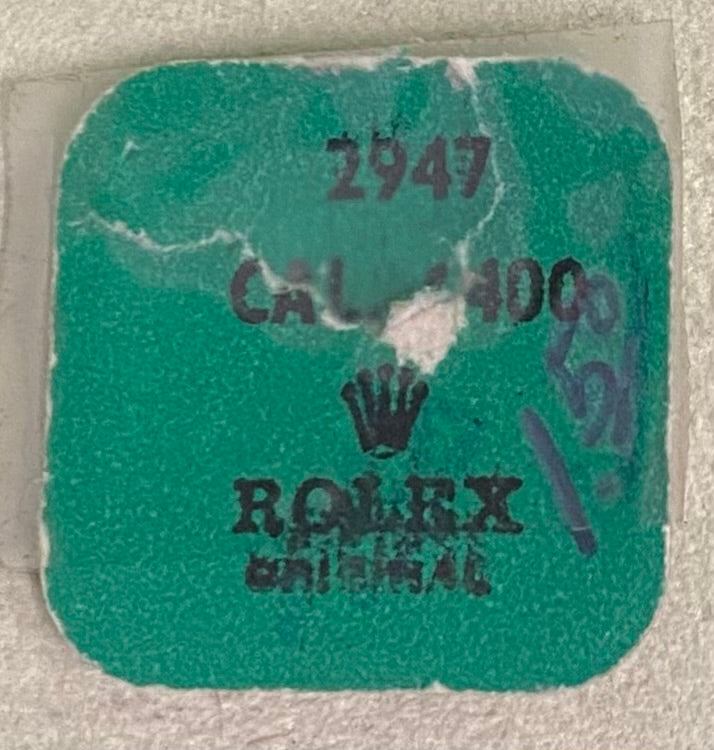 2947
CAL. 1400
ROLEX
ORIGINAL